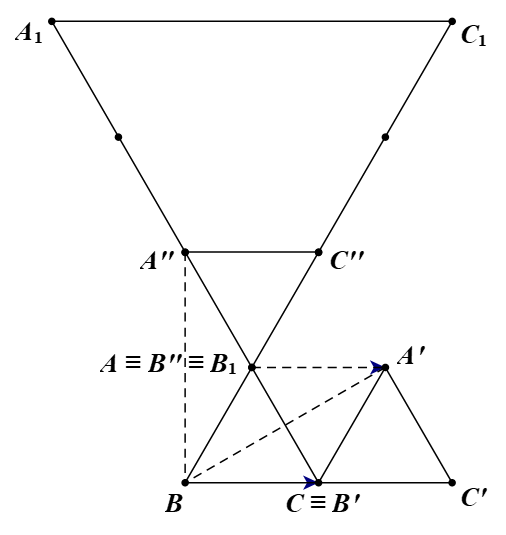 A₁
C₁
A″ C″
A ≡ B″ ≡ B₁ A′
B C ≡ B′ C′